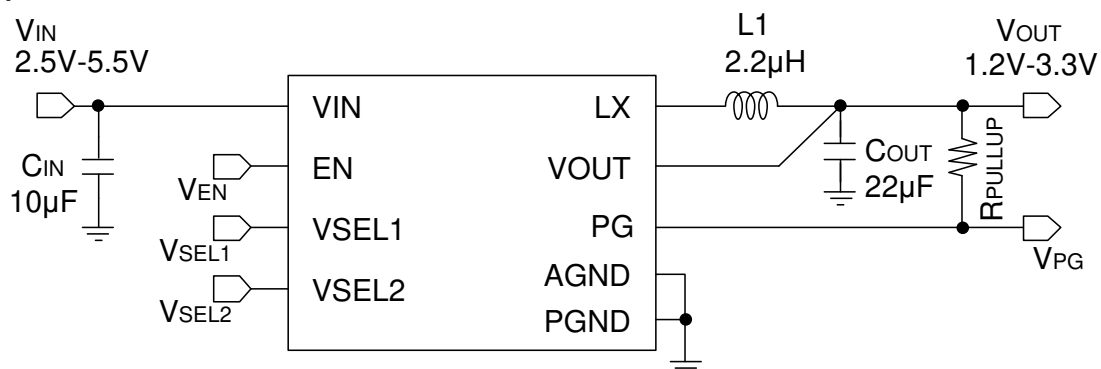 VIN
2.5V-5.5V
L1
2.2µH
VOUT
1.2V-3.3V
VIN
LX
CIN
10µF
VEN
EN
VOUT
COUT
22µF
RPULLUP
VSEL1
VSEL1
PG
VPG
VSEL2
VSEL2
AGND
PGND